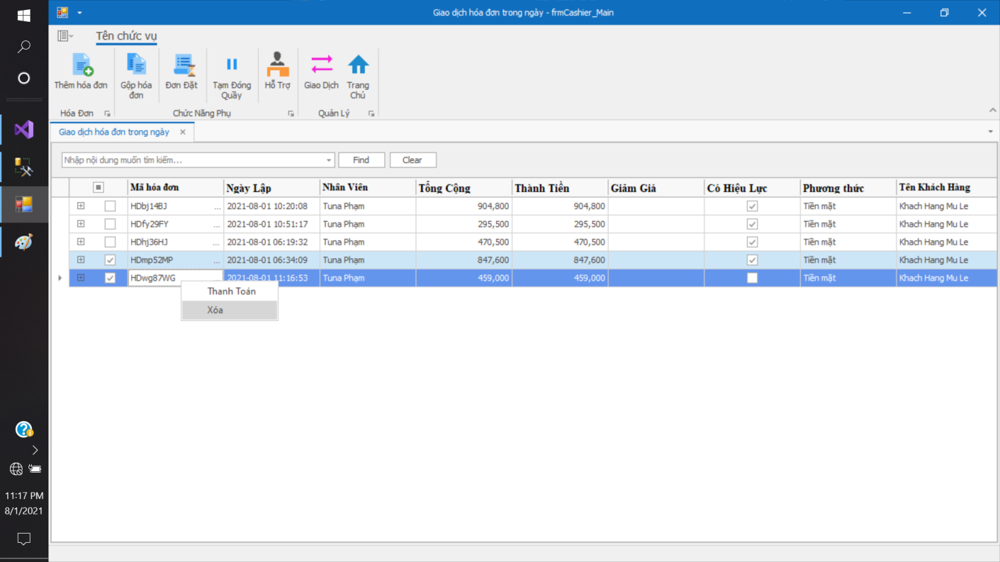 Giao dịch hóa đơn trong ngày - frmCashier_Main
Tên chức vụ
Thêm hóa đơn
Gộp hóa
đơn
Đơn Đặt
Tạm Đóng
Quầy
Hỗ Trợ
Giao Dịch
Trang
Chủ
Hóa Đơn
Chức Năng Phụ
Quản Lý
Giao dịch hóa đơn trong ngày
Nhập nội dung muốn tìm kiếm...
Find
Clear
Mã hóa đơn Ngày Lập Nhân Viên Tổng Cộng Thành Tiền Giảm Giá Có Hiệu Lực Phương thức Tên Khách Hàng
HDbj14BJ ... 2021-08-01 10:20:08 Tuna Phạm 904,800 904,800 Tiền mặt Khach Hang Mu Le
HDfy29FY ... 2021-08-01 10:51:17 Tuna Phạm 295,500 295,500 Tiền mặt Khach Hang Mu Le
HDhj36HJ ... 2021-08-01 06:19:32 Tuna Phạm 470,500 470,500 Tiền mặt Khach Hang Mu Le
HDmp52MP ... 2021-08-01 06:34:09 Tuna Phạm 847,600 847,600 Tiền mặt Khach Hang Mu Le
HDwg87WG 2021-08-01 11:16:53 Tuna Phạm 459,000 459,000 Tiền mặt Khach Hang Mu Le
Thanh Toán
Xóa
11:17 PM
8/1/2021